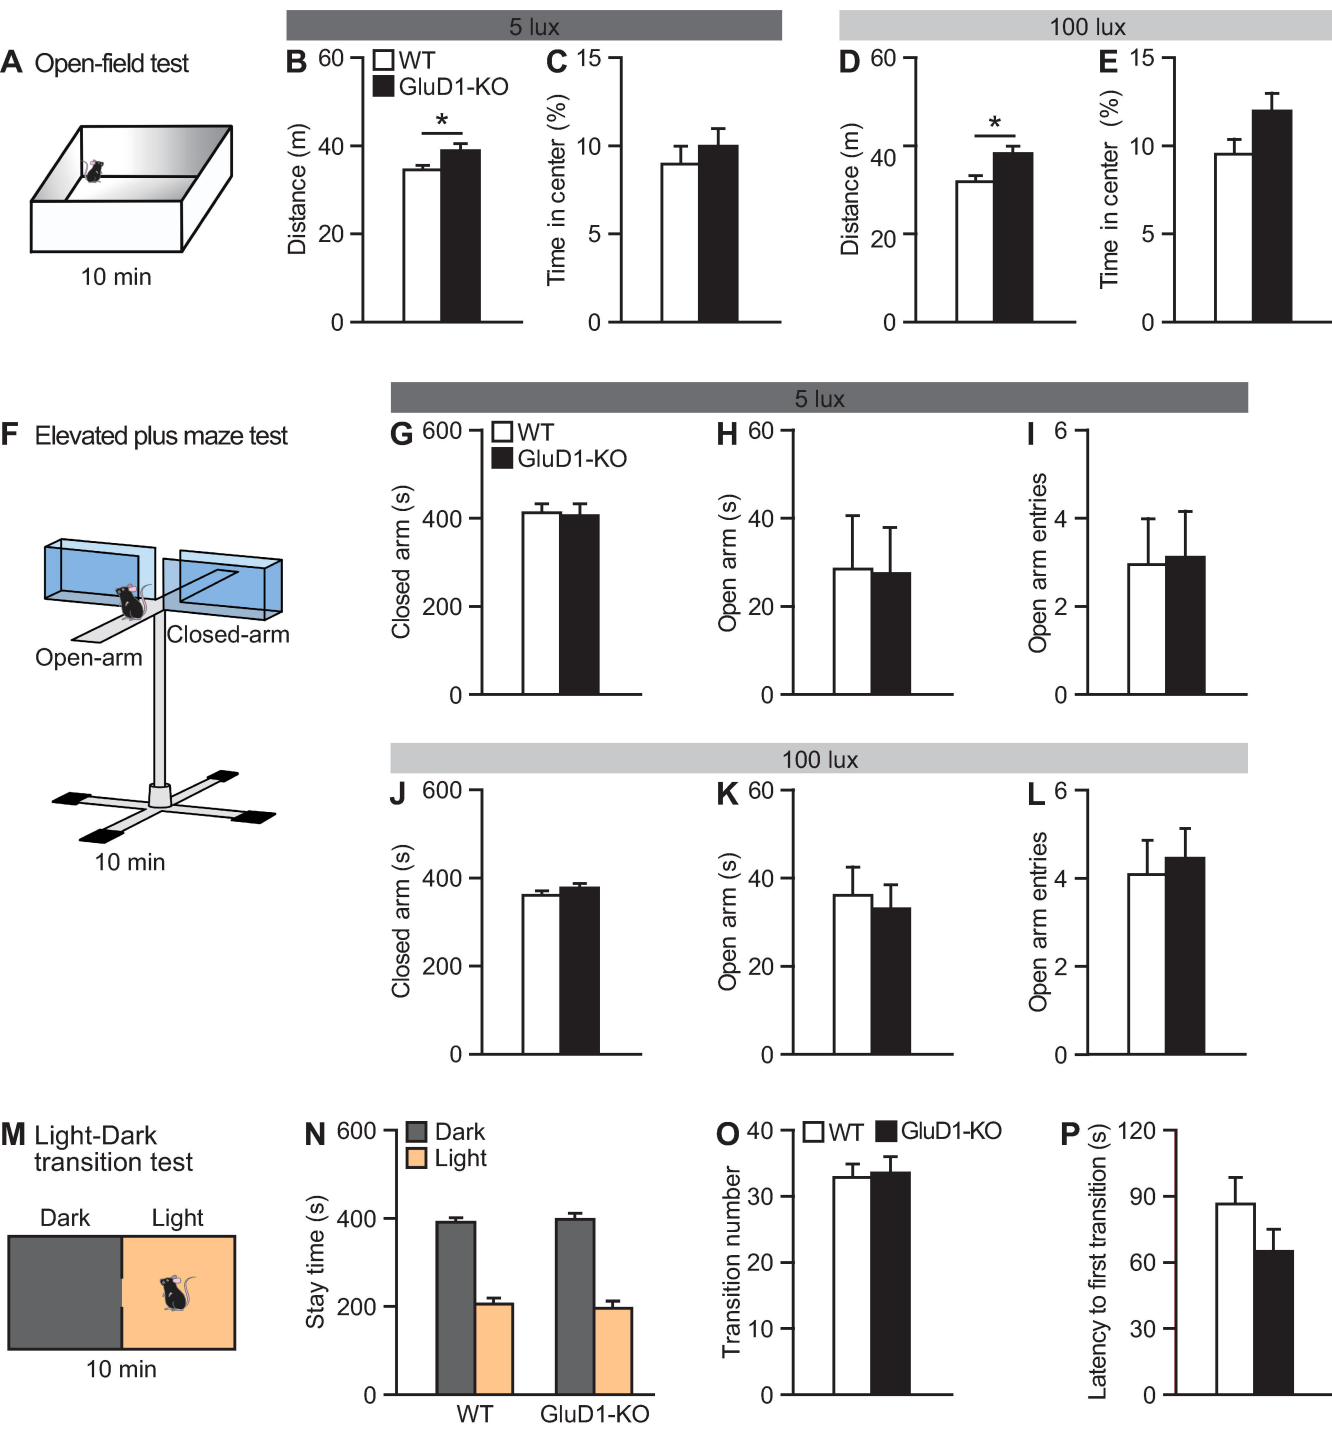 5 lux
100 lux
A Open-field test
10 min
B
WT
GluD1-KO
Distance (m)
60
40
20
0
*
C
Time in center (%)
15
10
5
0
D
Distance (m)
60
40
20
0
*
E
Time in center (%)
15
10
5
0
5 lux
F Elevated plus maze test
Closed-arm
Open-arm
10 min
G
WT
GluD1-KO
Closed arm (s)
600
400
200
0
H
Open arm (s)
60
40
20
0
I
Open arm entries
6
4
2
0
100 lux
J
Closed arm (s)
600
400
200
0
K
Open arm (s)
60
40
20
0
L
Open arm entries
6
4
2
0
M Light-Dark
transition test
Dark Light
10 min
N
Dark
Light
Stay time (s)
600
400
200
0
WT GluD1-KO
O
WT GluD1-KO
Transition number
40
30
20
10
0
P
Latency to first transition (s)
120
90
60
30
0